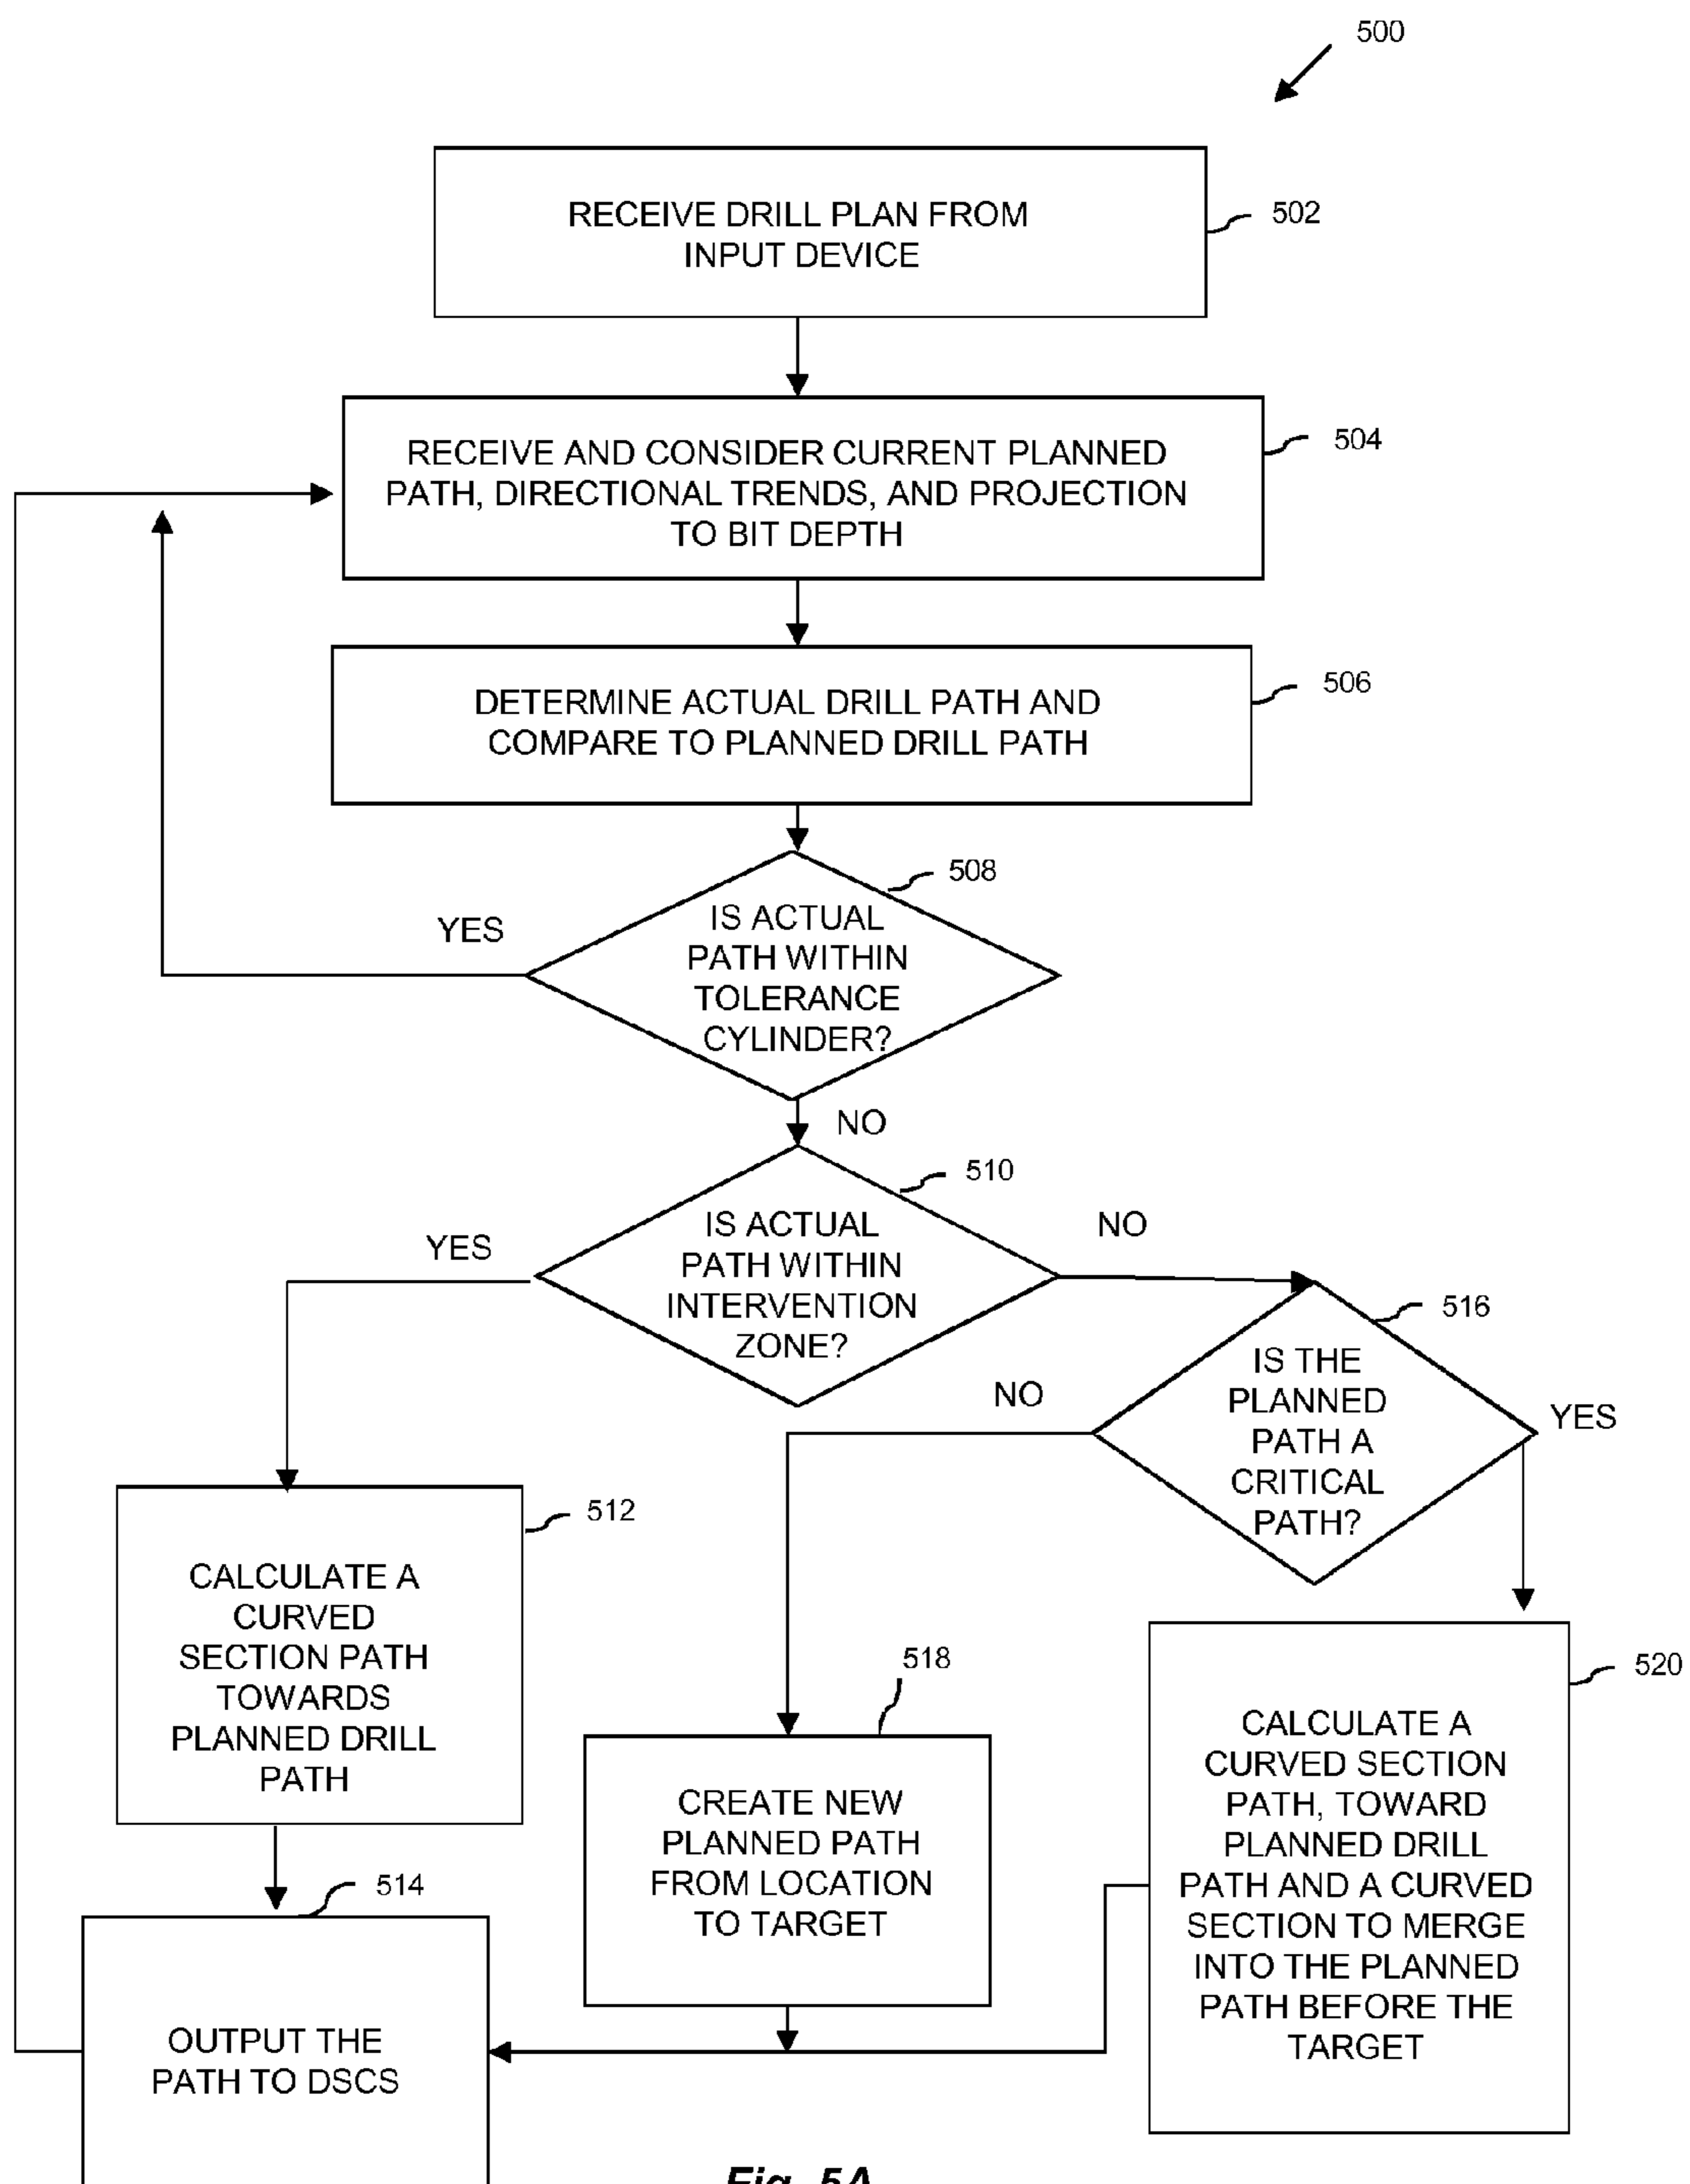 500
RECEIVE DRILL PLAN FROM
INPUT DEVICE
502
RECEIVE AND CONSIDER CURRENT PLANNED
PATH, DIRECTIONAL TRENDS, AND PROJECTION
TO BIT DEPTH
504
DETERMINE ACTUAL DRILL PATH AND
COMPARE TO PLANNED DRILL PATH
506
508
YES
IS ACTUAL
PATH WITHIN
TOLERANCE
CYLINDER?
NO
510
YES
IS ACTUAL
PATH WITHIN
INTERVENTION
ZONE?
NO
516
IS THE
PLANNED
PATH A
CRITICAL
PATH?
NO
YES
512
CALCULATE A
CURVED
SECTION PATH
TOWARDS
PLANNED DRILL
PATH
518
CREATE NEW
PLANNED PATH
FROM LOCATION
TO TARGET
520
CALCULATE A
CURVED SECTION
PATH, TOWARD
PLANNED DRILL
PATH AND A CURVED
SECTION TO MERGE
INTO THE PLANNED
PATH BEFORE THE
TARGET
514
OUTPUT THE
PATH TO DSCS
Fig. 5A